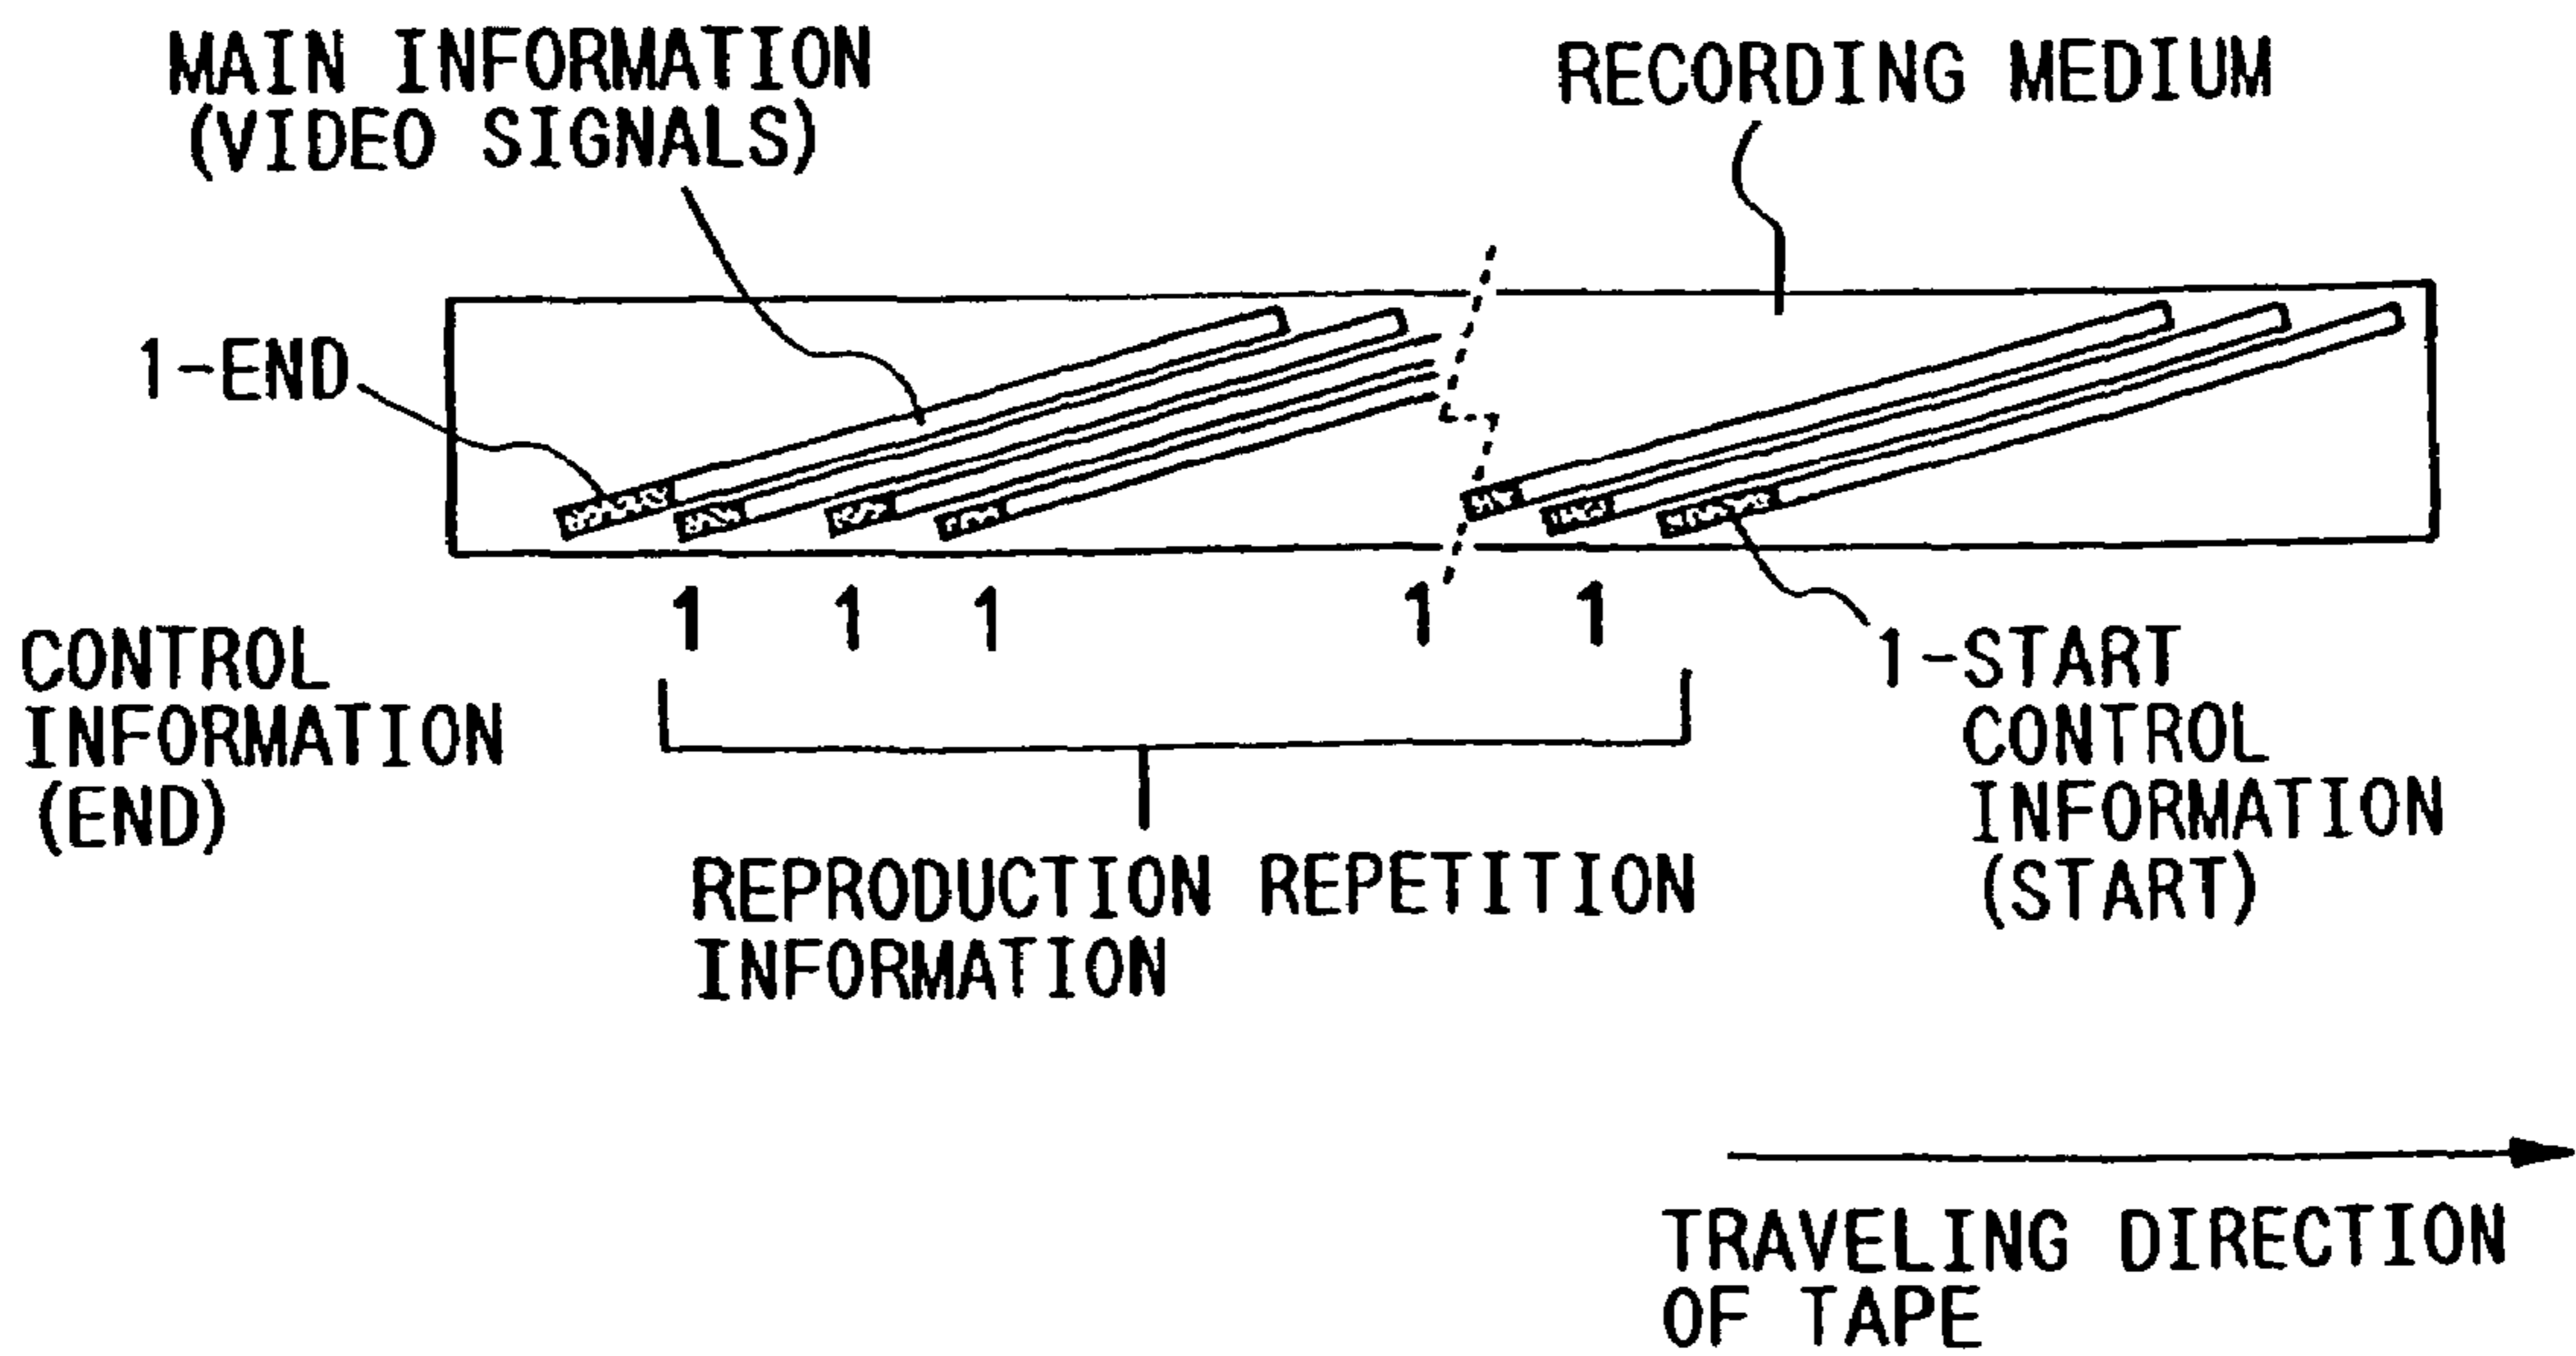 MAIN INFORMATION
(VIDEO SIGNALS)
RECORDING MEDIUM
1-END
1 1 1 1 1
CONTROL
INFORMATION
(END)
1-START
CONTROL
INFORMATION
(START)
REPRODUCTION REPETITION
INFORMATION
TRAVELING DIRECTION
OF TAPE